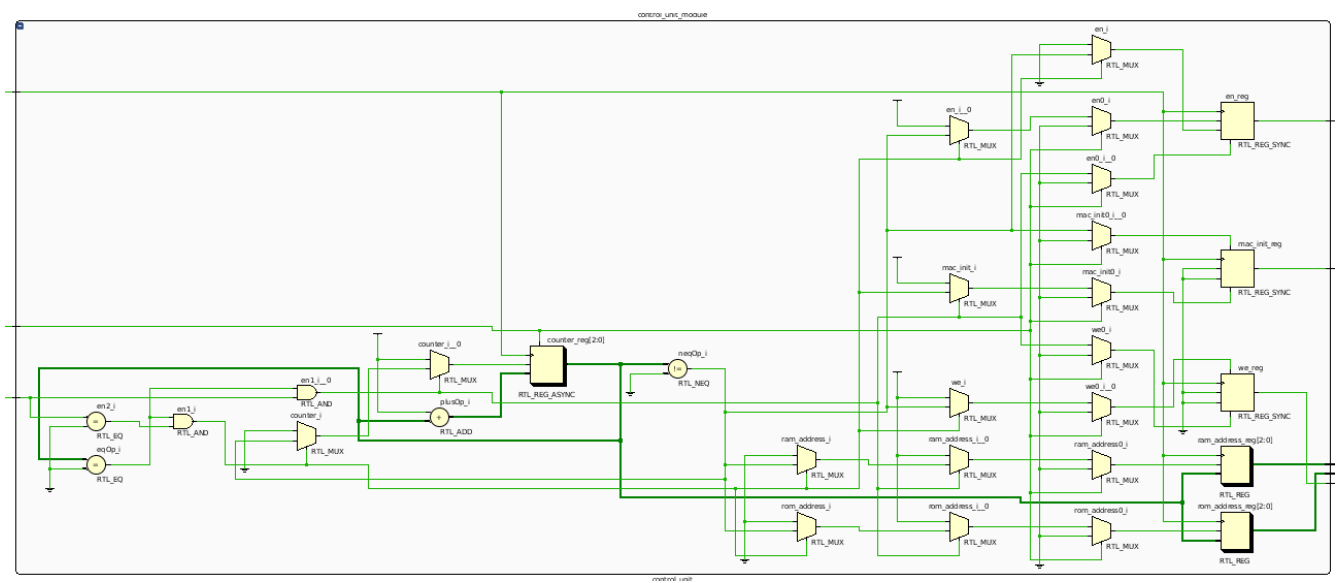 control_unit_module
en_i
RTL_MUX
en_reg
en_i__0
en0_i
RTL_MUX
RTL_MUX
RTL_REG_SYNC
en0_i__0
RTL_MUX
mac_init0_i__0
mac_init_reg
RTL_MUX
mac_init_i
mac_init0_i
RTL_MUX
RTL_MUX
RTL_REG_SYNC
we0_i
counter_reg[2:0]
counter_i__0
neqOp_i
RTL_MUX
we_reg
!=
en1_i__0
RTL_MUX
RTL_REG_ASYNC
RTL_NEQ
we_i
we0_i__0
RTL_AND
plusOp_i
en2_i
en1_i
counter_i
+
RTL_MUX
RTL_MUX
RTL_REG_SYNC
=
RTL_AND
RTL_ADD
RTL_EQ
ram_address_i
ram_address_i__0
ram_address0_i
ram_address_reg[2:0]
eqOp_i
RTL_MUX
=
RTL_EQ
RTL_MUX
RTL_MUX
RTL_MUX
RTL_REG
rom_address_i
rom_address_i__0
rom_address0_i
rom_address_reg[2:0]
RTL_MUX
RTL_MUX
RTL_MUX
RTL_REG
control_unit